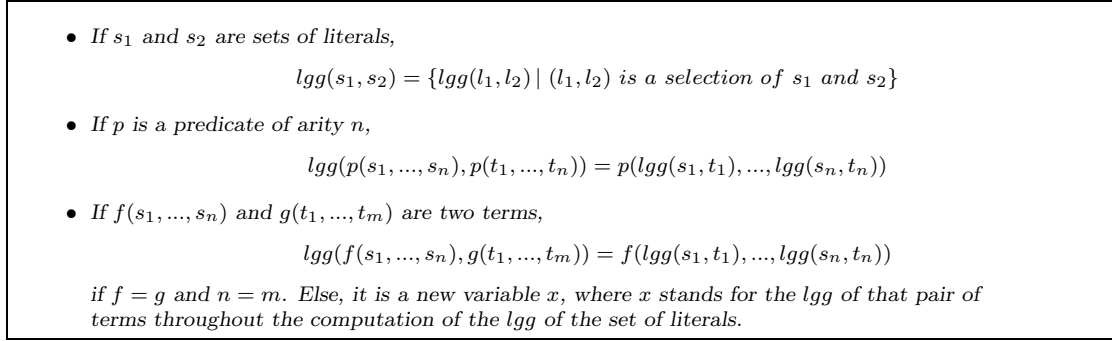 • If s₁ and s₂ are sets of literals,
lgg(s₁, s₂) = {lgg(l₁, l₂) | (l₁, l₂) is a selection of s₁ and s₂}
• If p is a predicate of arity n,
lgg(p(s₁, ..., sₙ), p(t₁, ..., tₙ)) = p(lgg(s₁, t₁), ..., lgg(sₙ, tₙ))
• If f(s₁, ..., sₙ) and g(t₁, ..., tₘ) are two terms,
lgg(f(s₁, ..., sₙ), g(t₁, ..., tₘ)) = f(lgg(s₁, t₁), ..., lgg(sₙ, tₙ))
if f = g and n = m. Else, it is a new variable x, where x stands for the lgg of that pair of
terms throughout the computation of the lgg of the set of literals.